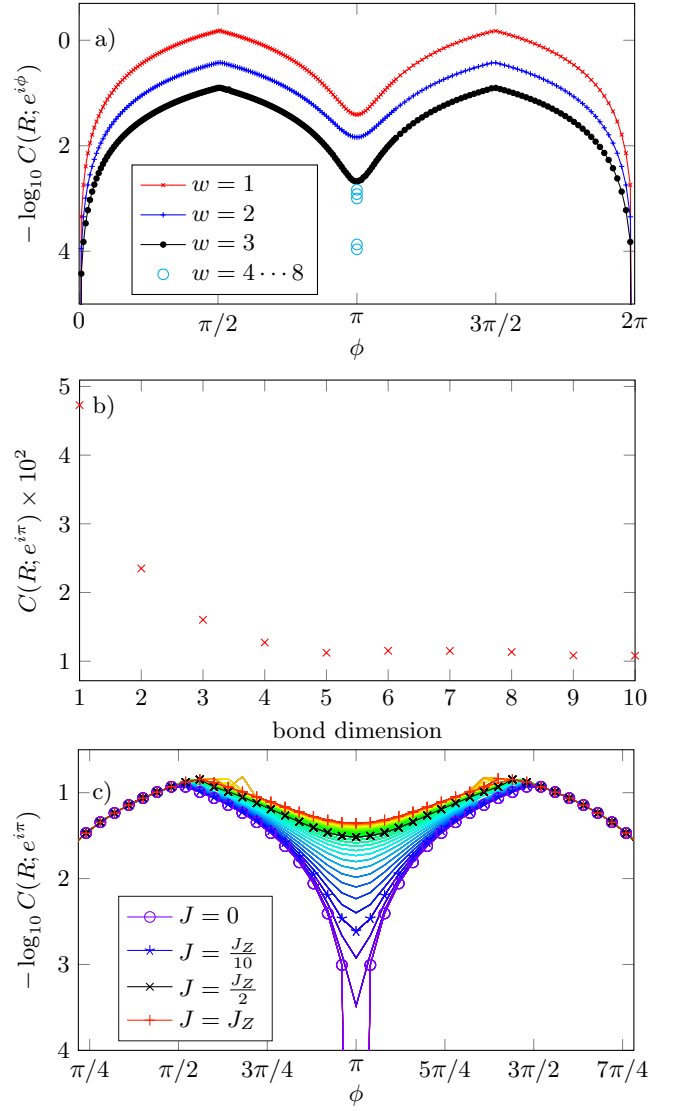 a)
− log₁₀ C(R; e^{iφ})
0
2
4
w = 1
w = 2
w = 3
w = 4 ⋯ 8
0 π/2 π 3π/2 2π
φ
b)
C(R; e^{iπ}) × 10²
5
4
3
2
1
1 2 3 4 5 6 7 8 9 10
bond dimension
c)
− log₁₀ C(R; e^{iπ})
1
2
3
4
J = 0
J = J_Z/10
J = J_Z/2
J = J_Z
π/4 π/2 3π/4 π 5π/4 3π/2 7π/4
φ